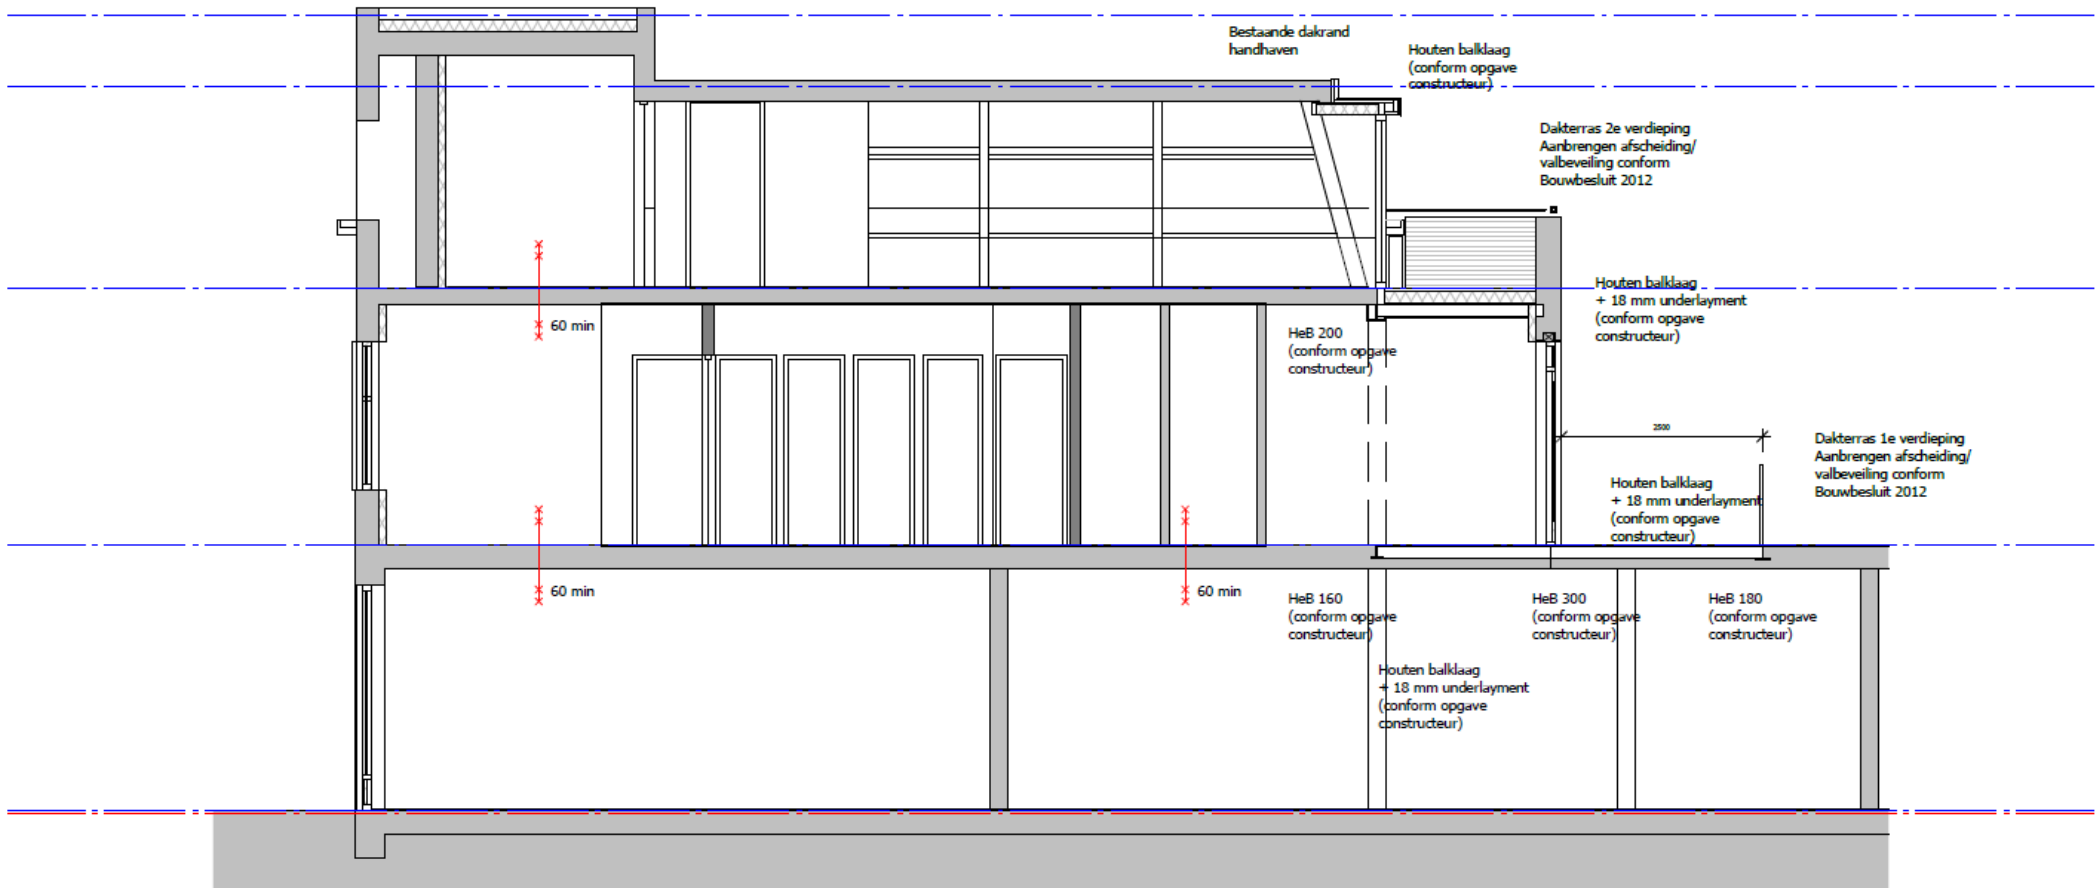 Bestaande dakrand
handhaven
Houten balklaag
(conform opgave
constructeur)
Dakterras 2e verdieping
Aanbrengen afscheiding/
valbeveiling conform
Bouwbesluit 2012
Houten balklaag
+ 18 mm underlayment
(conform opgave
constructeur)
60 min
HeB 200
(conform opgave
constructeur)
2500
Dakterras 1e verdieping
Aanbrengen afscheiding/
valbeveiling conform
Bouwbesluit 2012
Houten balklaag
+ 18 mm underlayment
(conform opgave
constructeur)
60 min
60 min
HeB 160
(conform opgave
constructeur)
HeB 300
(conform opgave
constructeur)
HeB 180
(conform opgave
constructeur)
Houten balklaag
+ 18 mm underlayment
(conform opgave
constructeur)